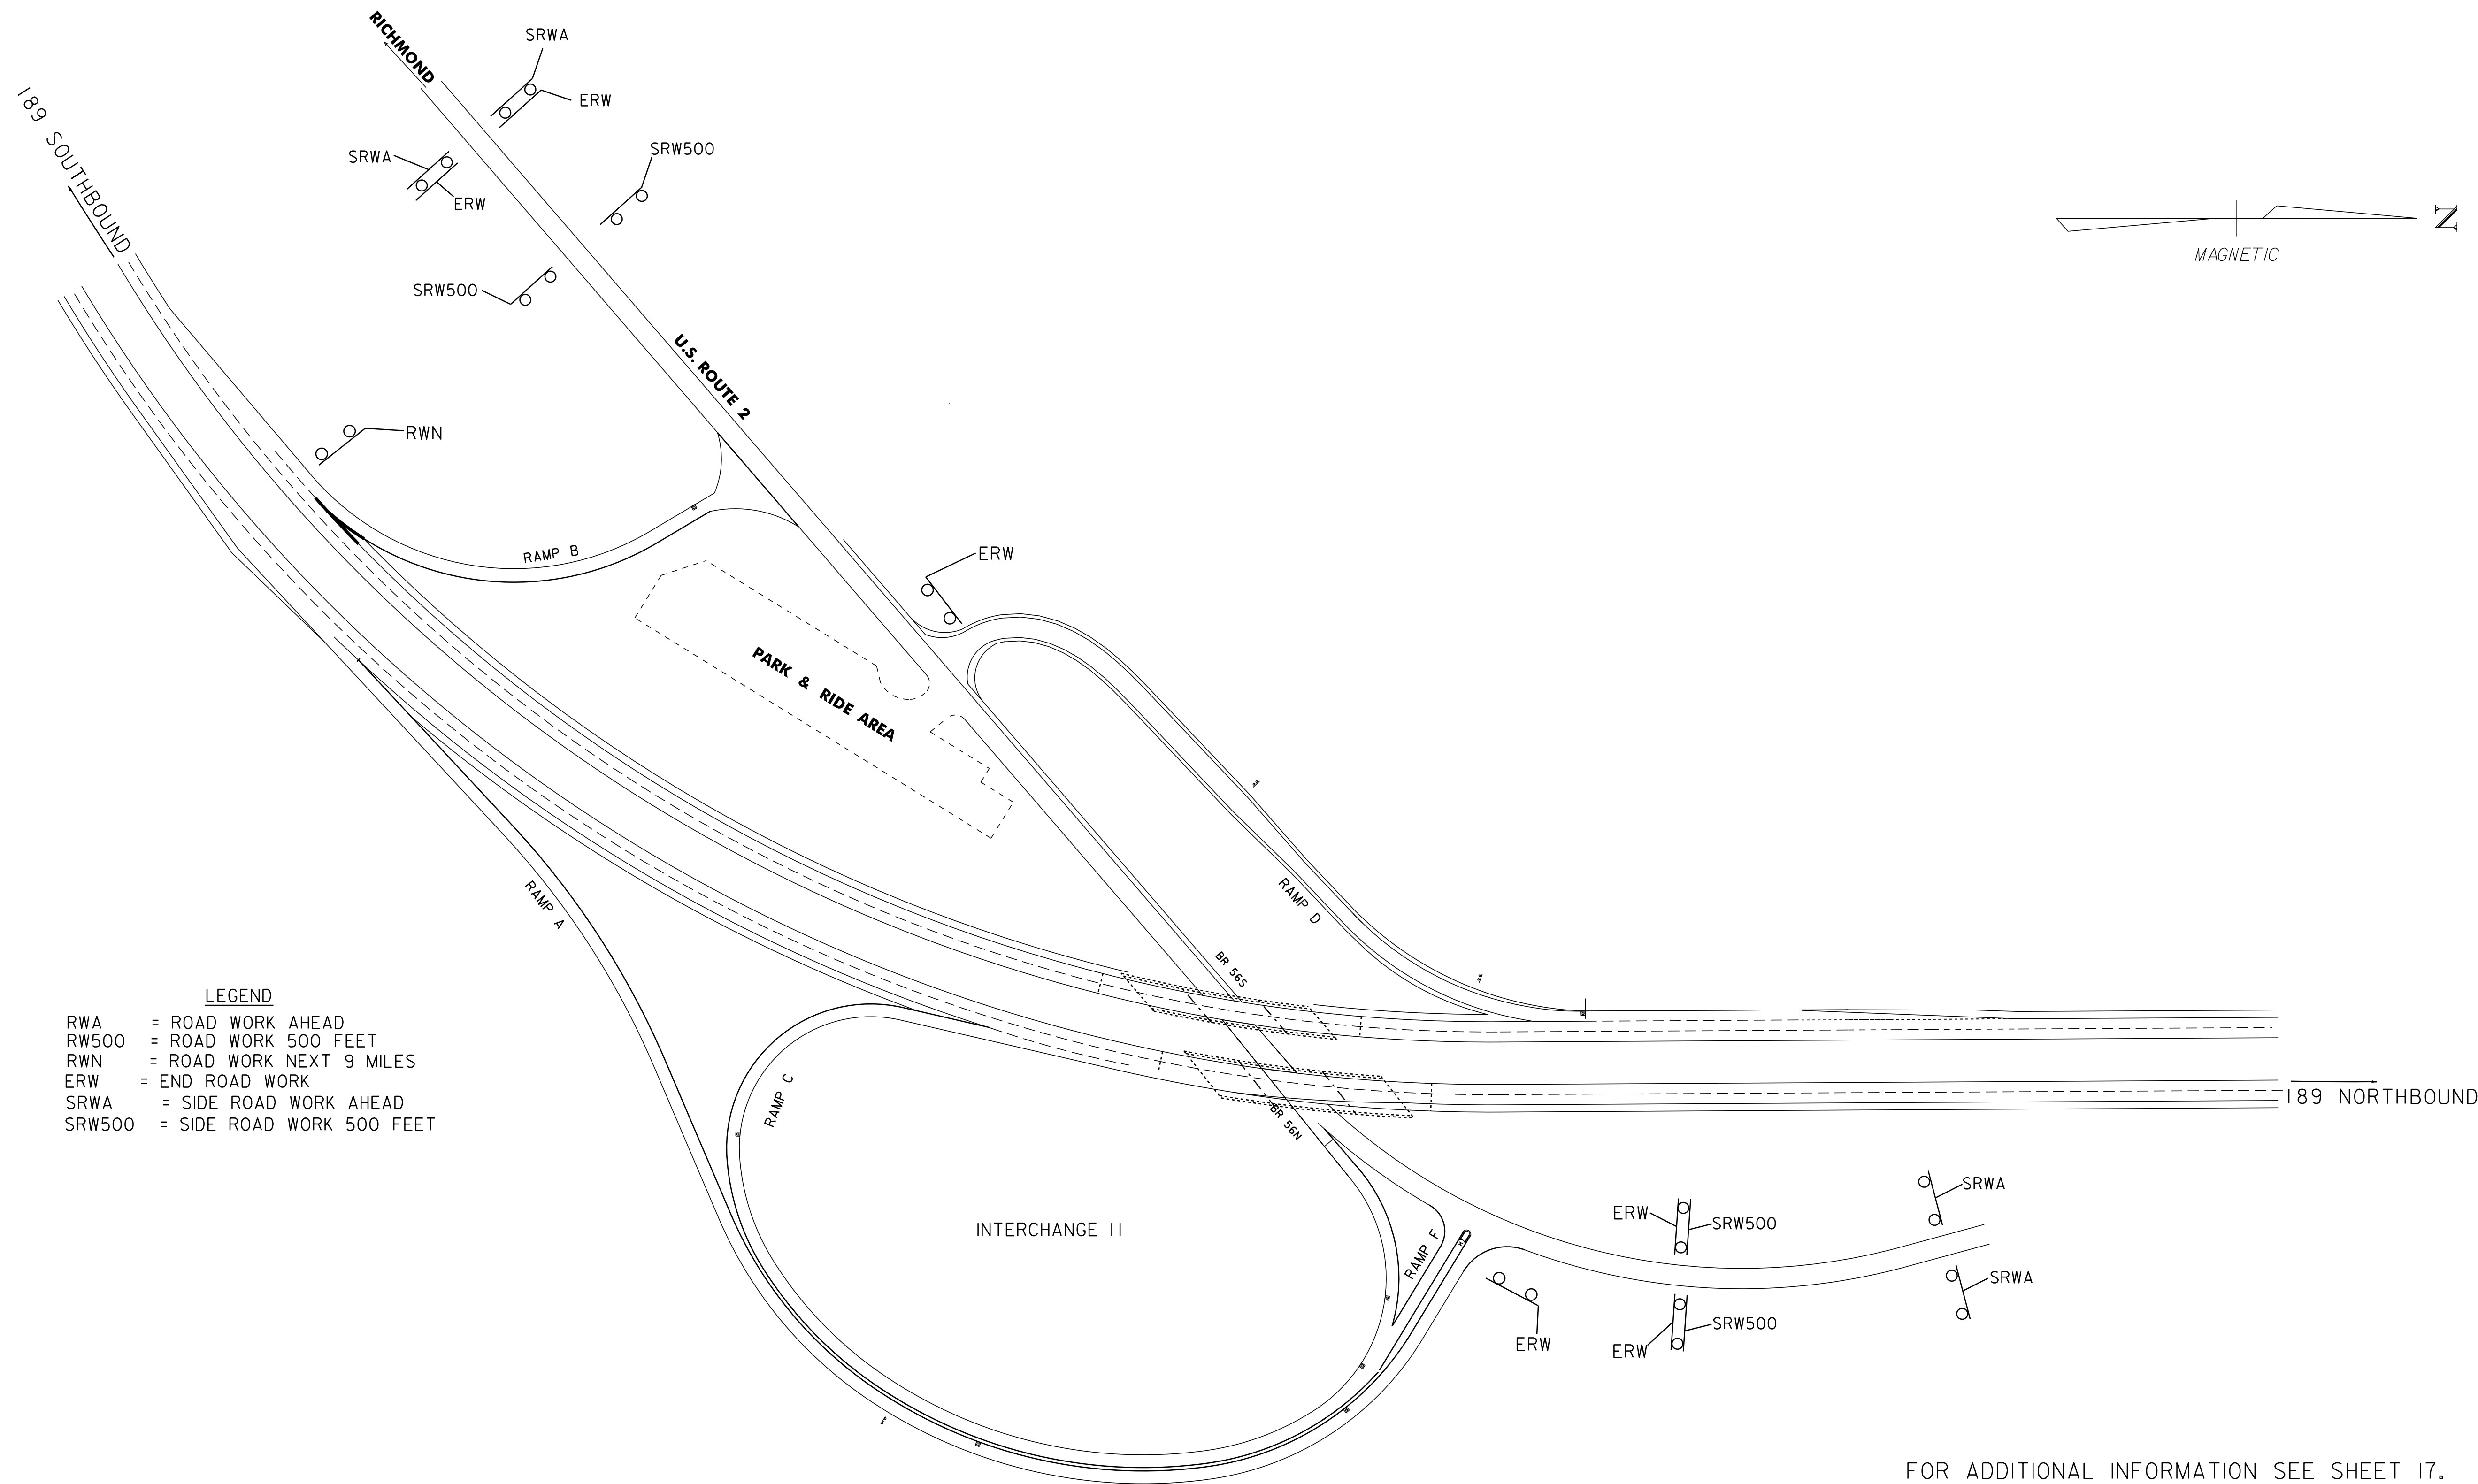 RICHMOND
SRWA
ERW
189 SOUTHBOUND
SRWA
ERW
SRW500
SRW500
N
MAGNETIC
U.S. ROUTE 2
RWN
RAMP B
ERW
PARK & RIDE AREA
RAMP A
RAMP D
BR 56S
BR 56N
RAMP C
189 NORTHBOUND
LEGEND
RWA = ROAD WORK AHEAD
RW500 = ROAD WORK 500 FEET
RWN = ROAD WORK NEXT 9 MILES
ERW = END ROAD WORK
SRWA = SIDE ROAD WORK AHEAD
SRW500 = SIDE ROAD WORK 500 FEET
INTERCHANGE 11
RAMP F
ERW
SRW500
SRWA
SRWA
ERW
ERW
SRW500
FOR ADDITIONAL INFORMATION SEE SHEET 17.